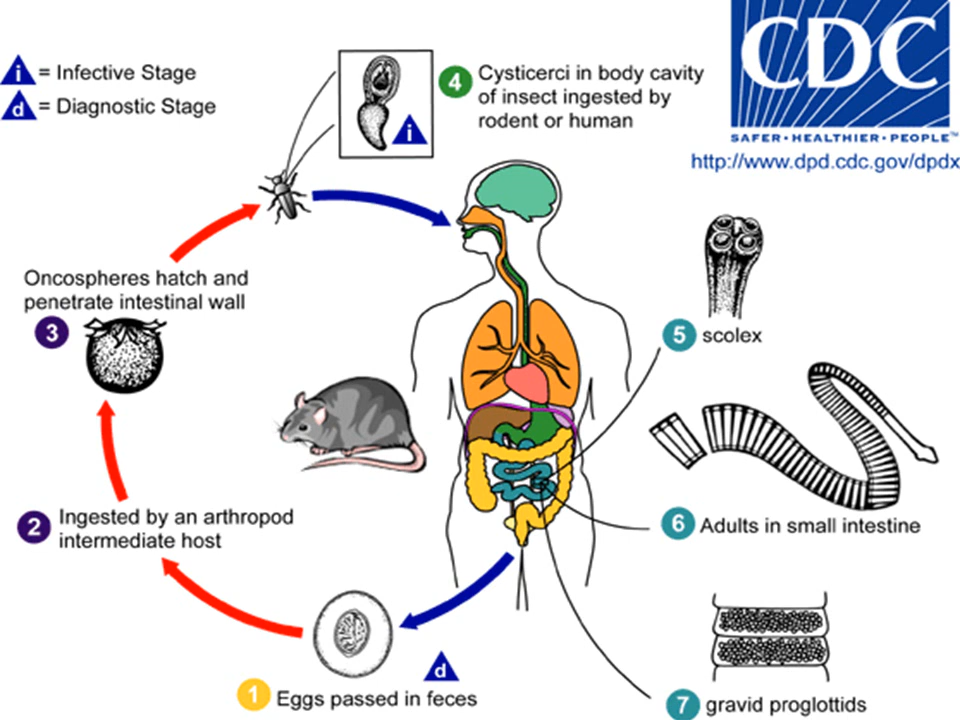 i = Infective Stage
d = Diagnostic Stage
i
4 Cysticerci in body cavity
of insect ingested by
rodent or human
CDC
SAFER • HEALTHIER • PEOPLE™
http://www.dpd.cdc.gov/dpdx
Oncospheres hatch and
penetrate intestinal wall
3
5 scolex
2 Ingested by an arthropod
intermediate host
6 Adults in small intestine
d
1 Eggs passed in feces
7 gravid proglottids